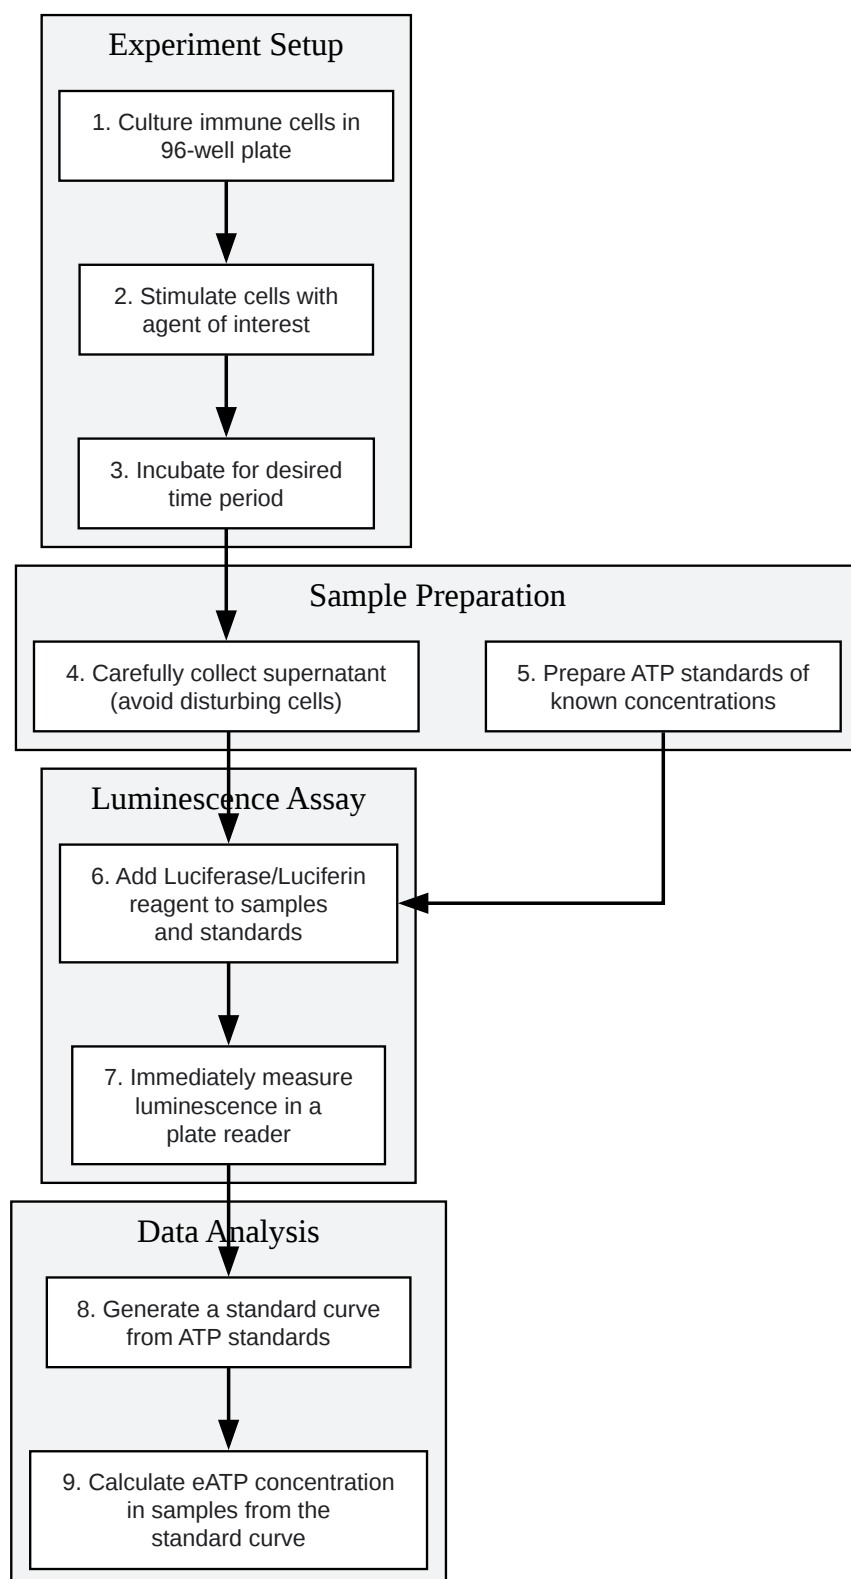 Experiment Setup
1. Culture immune cells in
96-well plate
2. Stimulate cells with
agent of interest
3. Incubate for desired
time period
Sample Preparation
4. Carefully collect supernatant
(avoid disturbing cells)
5. Prepare ATP standards of
known concentrations
Luminescence Assay
6. Add Luciferase/Luciferin
reagent to samples
and standards
7. Immediately measure
luminescence in a
plate reader
Data Analysis
8. Generate a standard curve
from ATP standards
9. Calculate eATP concentration
in samples from the
standard curve